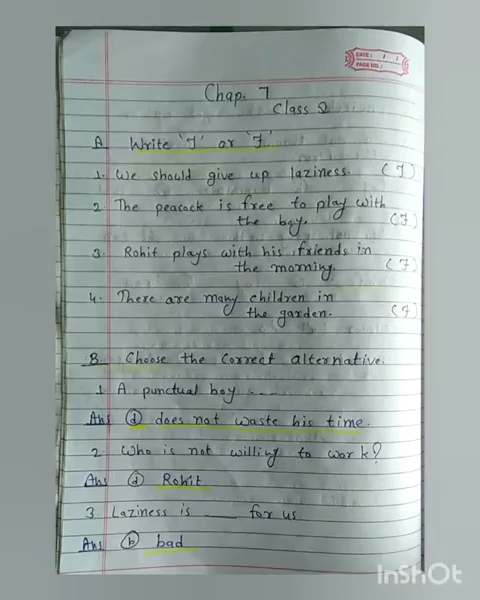 DATE: / /
PAGE NO.:
Chap. 7
Class 2
A Write 'T' or 'F'
1. We should give up laziness. (T)
2. The peacock is free to play with
the boy. (F)
3. Rohit plays with his friends in
the morning. (F)
4. There are many children in
the garden. (F)
B. Choose the correct alternative.
1. A punctual boy ----
Ans (d) does not waste his time.
2. Who is not willing to work?
Ans (d) Rohit
3. Laziness is ___ for us
Ans (b) bad
InShOt